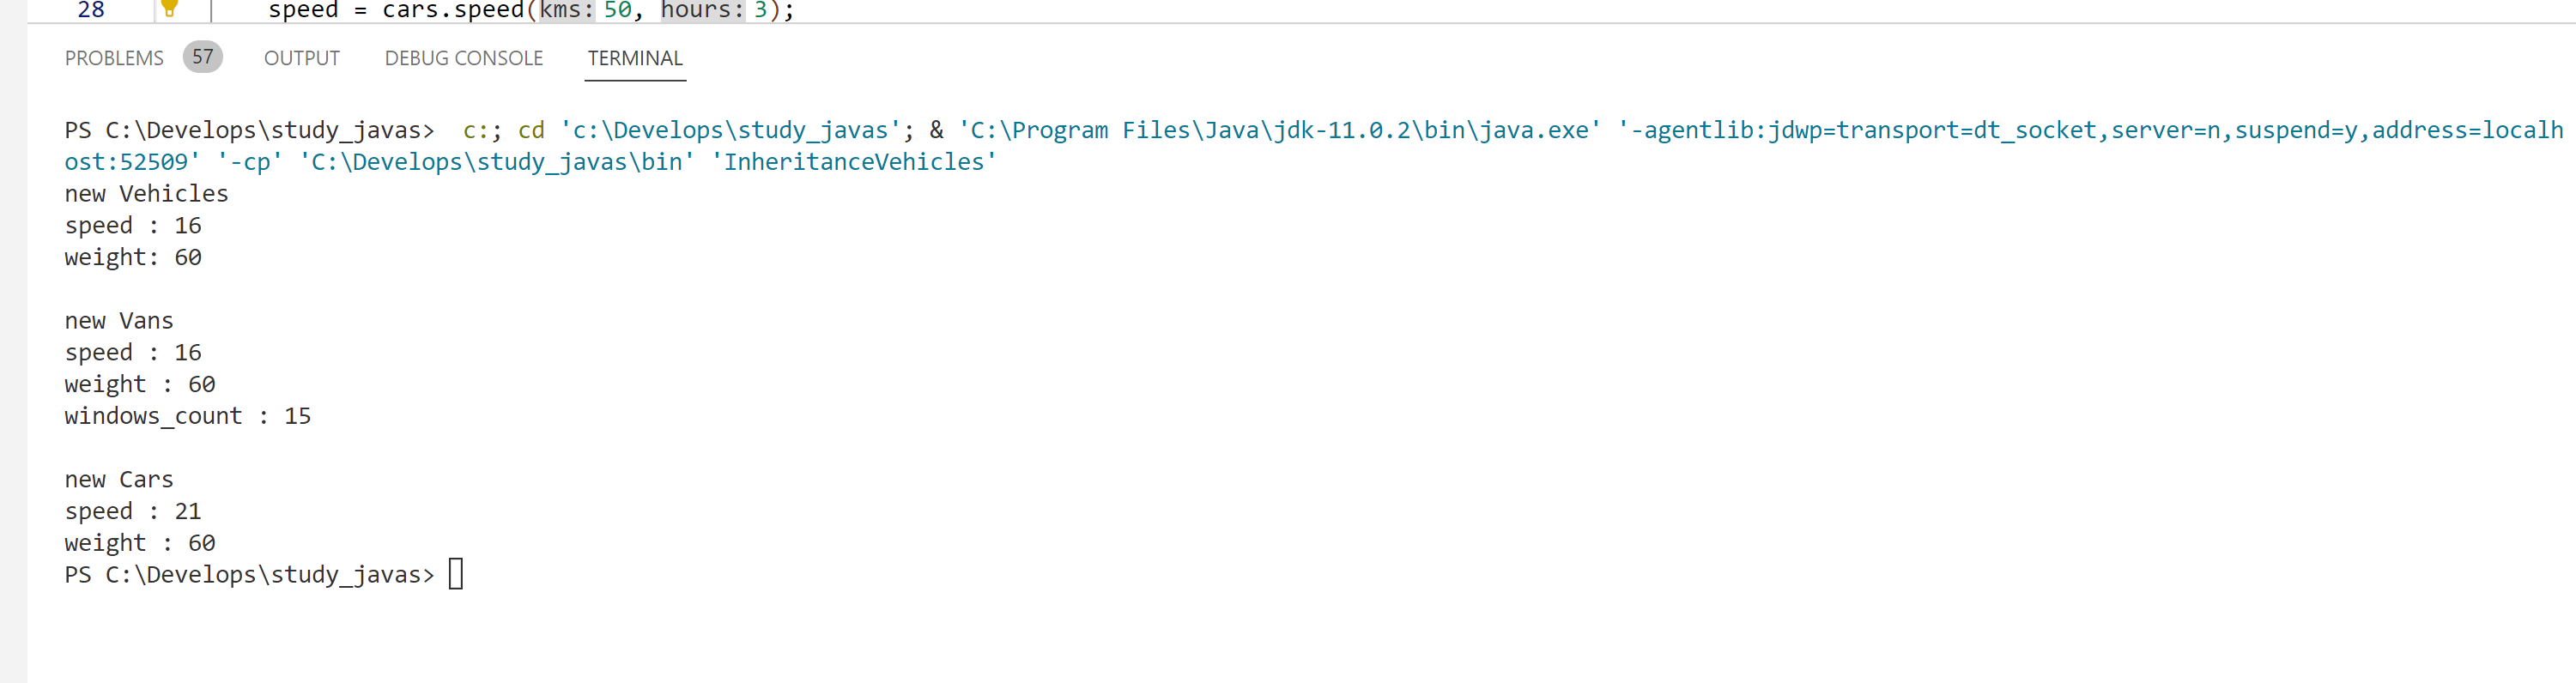 28 speed = cars.speed(kms: 50, hours: 3);
PROBLEMS 57 OUTPUT DEBUG CONSOLE TERMINAL
PS C:\Develops\study_javas>  c:; cd 'c:\Develops\study_javas'; & 'C:\Program Files\Java\jdk-11.0.2\bin\java.exe' '-agentlib:jdwp=transport=dt_socket,server=n,suspend=y,address=localh
ost:52509' '-cp' 'C:\Develops\study_javas\bin' 'InheritanceVehicles'
new Vehicles
speed : 16
weight: 60
new Vans
speed : 16
weight : 60
windows_count : 15
new Cars
speed : 21
weight : 60
PS C:\Develops\study_javas>